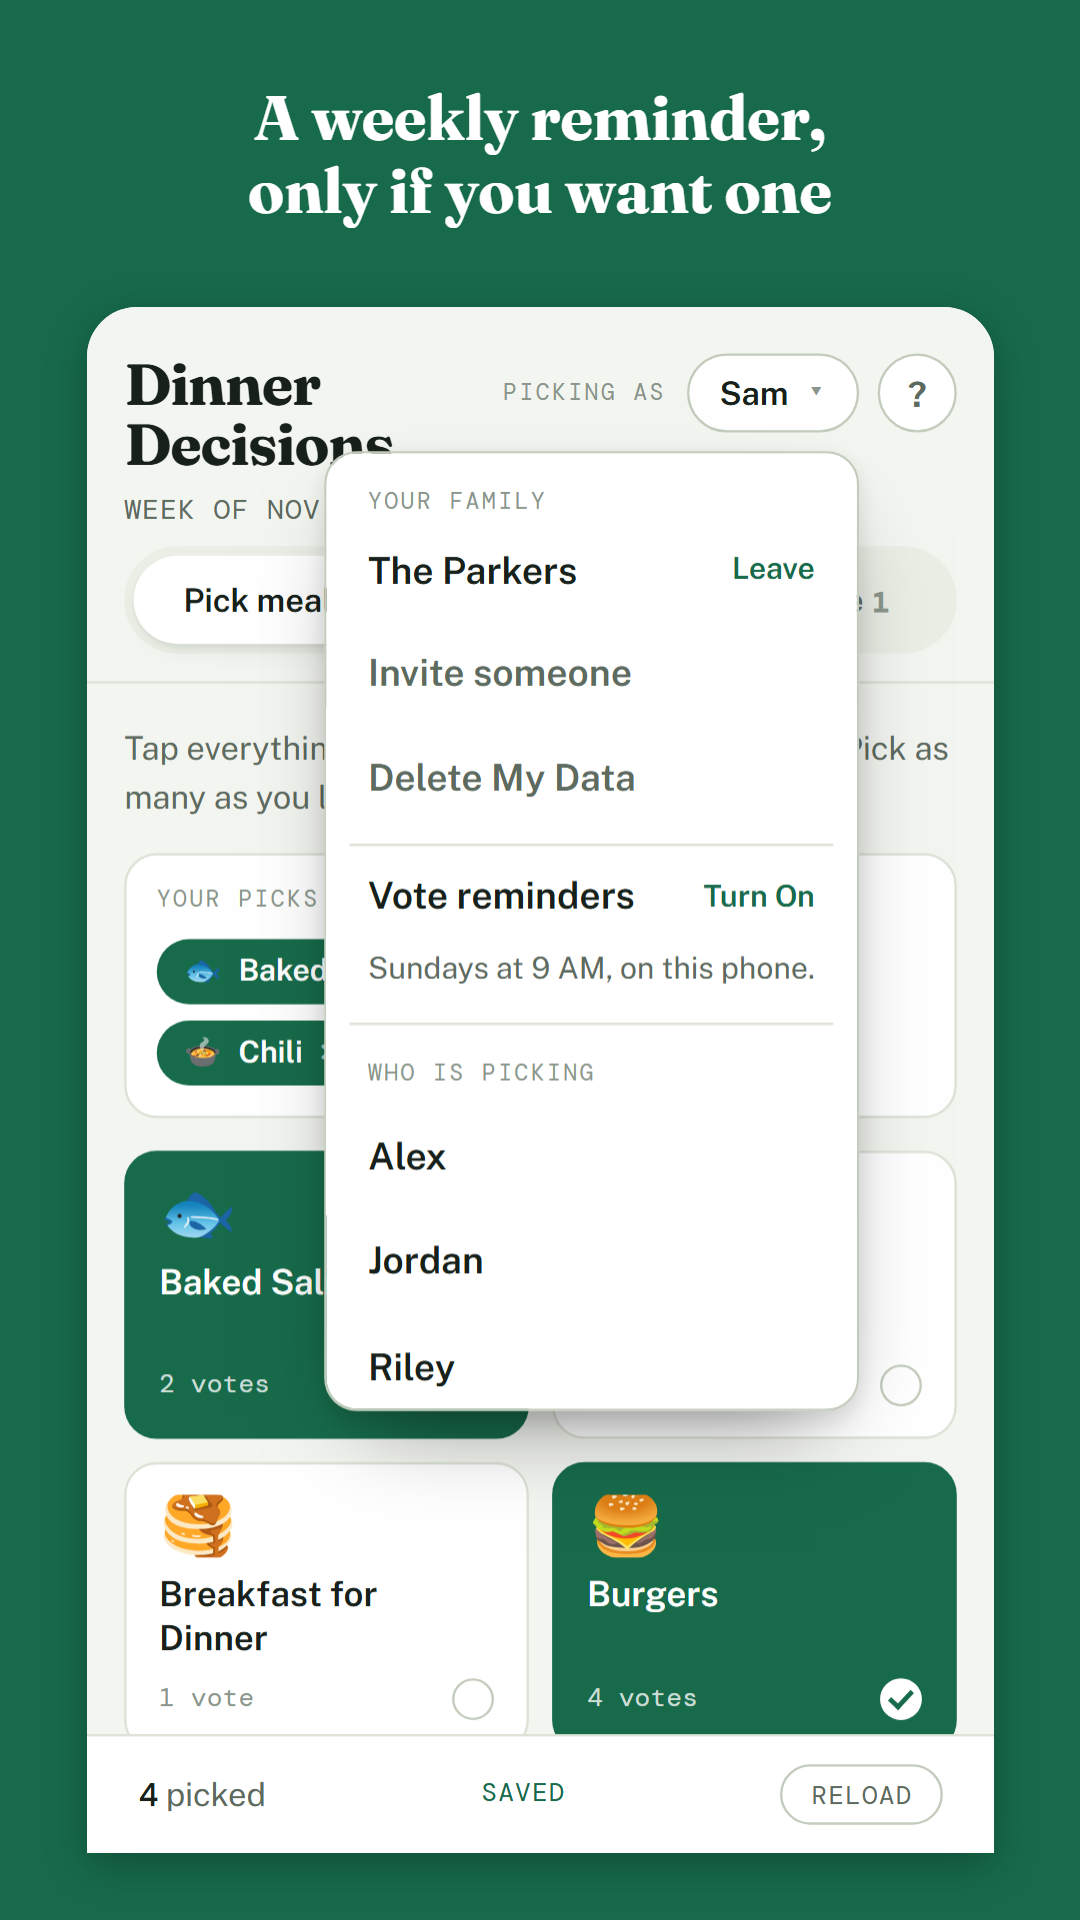 A weekly reminder,
only if you want one
Dinner
Decisions
PICKING AS
Sam
?
WEEK OF NOV
Pick meal
1
YOUR FAMILY
The Parkers
Leave
Invite someone
Delete My Data
Vote reminders
Turn On
Sundays at 9 AM, on this phone.
WHO IS PICKING
Alex
Jordan
Riley
Tap everythin
Pick as
many as you
YOUR PICKS
Baked
Chili
Baked Sal
2 votes
Breakfast for
Dinner
1 vote
Burgers
4 votes
4 picked
SAVED
RELOAD